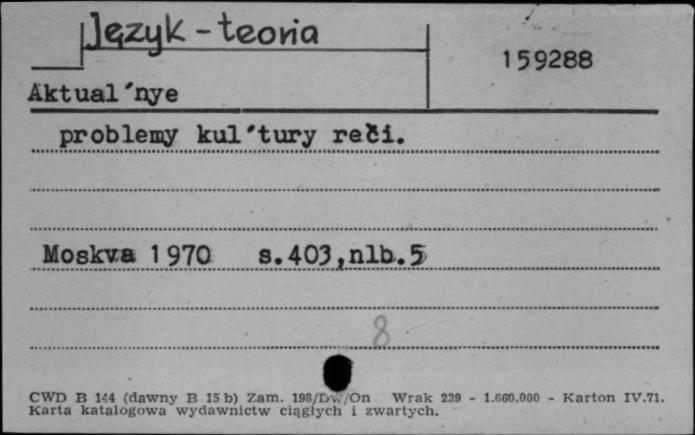 Język - teoria
159288
Aktual'nye
problemy kul'tury reči.
Moskva 1970 s.403,nlb.5
8
CWD B 144 (dawny B 15 b) Zam. 198/Dw/On Wrak 239 - 1.660.000 - Karton IV.71.
Karta katalogowa wydawnictw ciągłych i zwartych.